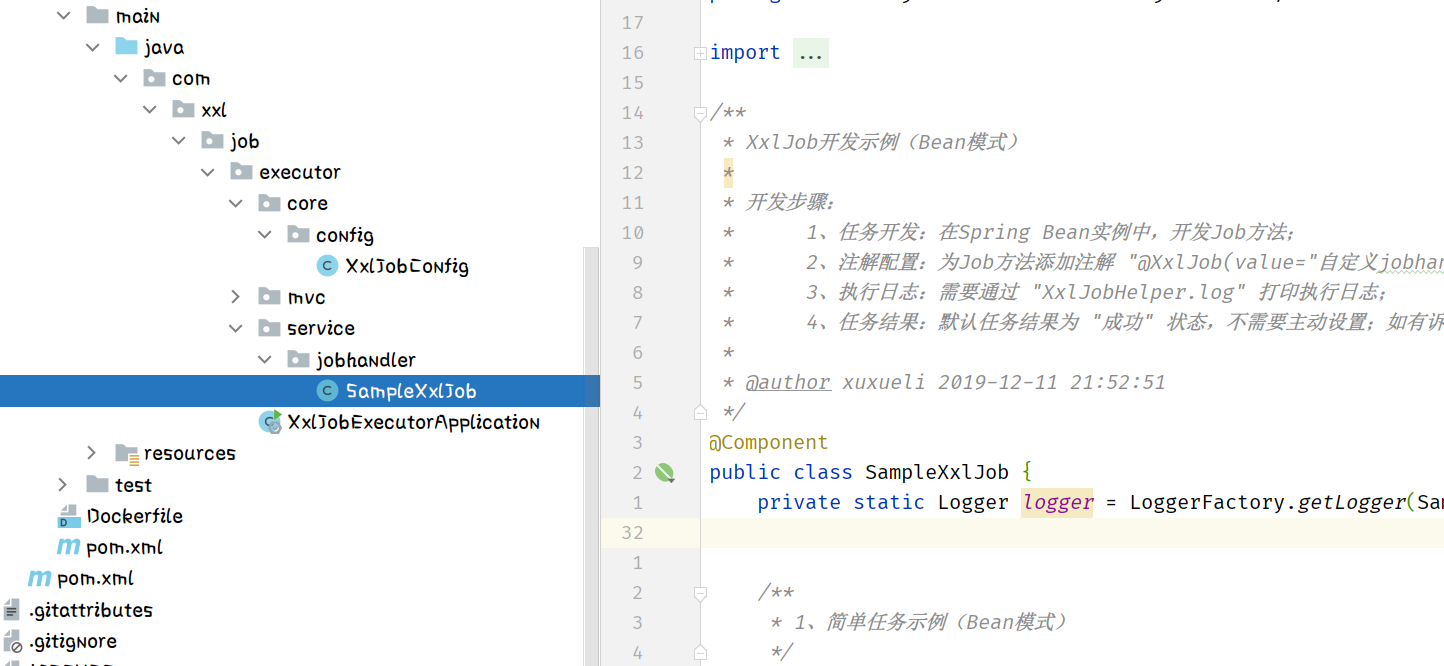 main
java
com
xxl
job
executor
core
config
XxlJobConfig
mvc
service
jobhandler
SampleXxlJob
XxlJobExecutorApplication
resources
test
Dockerfile
pom.xml
pom.xml
.gitattributes
.gitignore
17
16 import ...
15
14 /**
13 * XxlJob开发示例（Bean模式）
12 *
11 * 开发步骤：
10 * 1、任务开发：在Spring Bean实例中，开发Job方法；
9 * 2、注解配置：为Job方法添加注解 "@XxlJob(value="自定义jobhan
8 * 3、执行日志：需要通过 "XxlJobHelper.log" 打印执行日志；
7 * 4、任务结果：默认任务结果为 "成功" 状态，不需要主动设置；如有诉
6 *
5 * @author xuxueli 2019-12-11 21:52:51
4 */
3 @Component
2 public class SampleXxlJob {
1 private static Logger logger = LoggerFactory.getLogger(Sam
32
1
2 /**
3 * 1、简单任务示例（Bean模式）
4 */